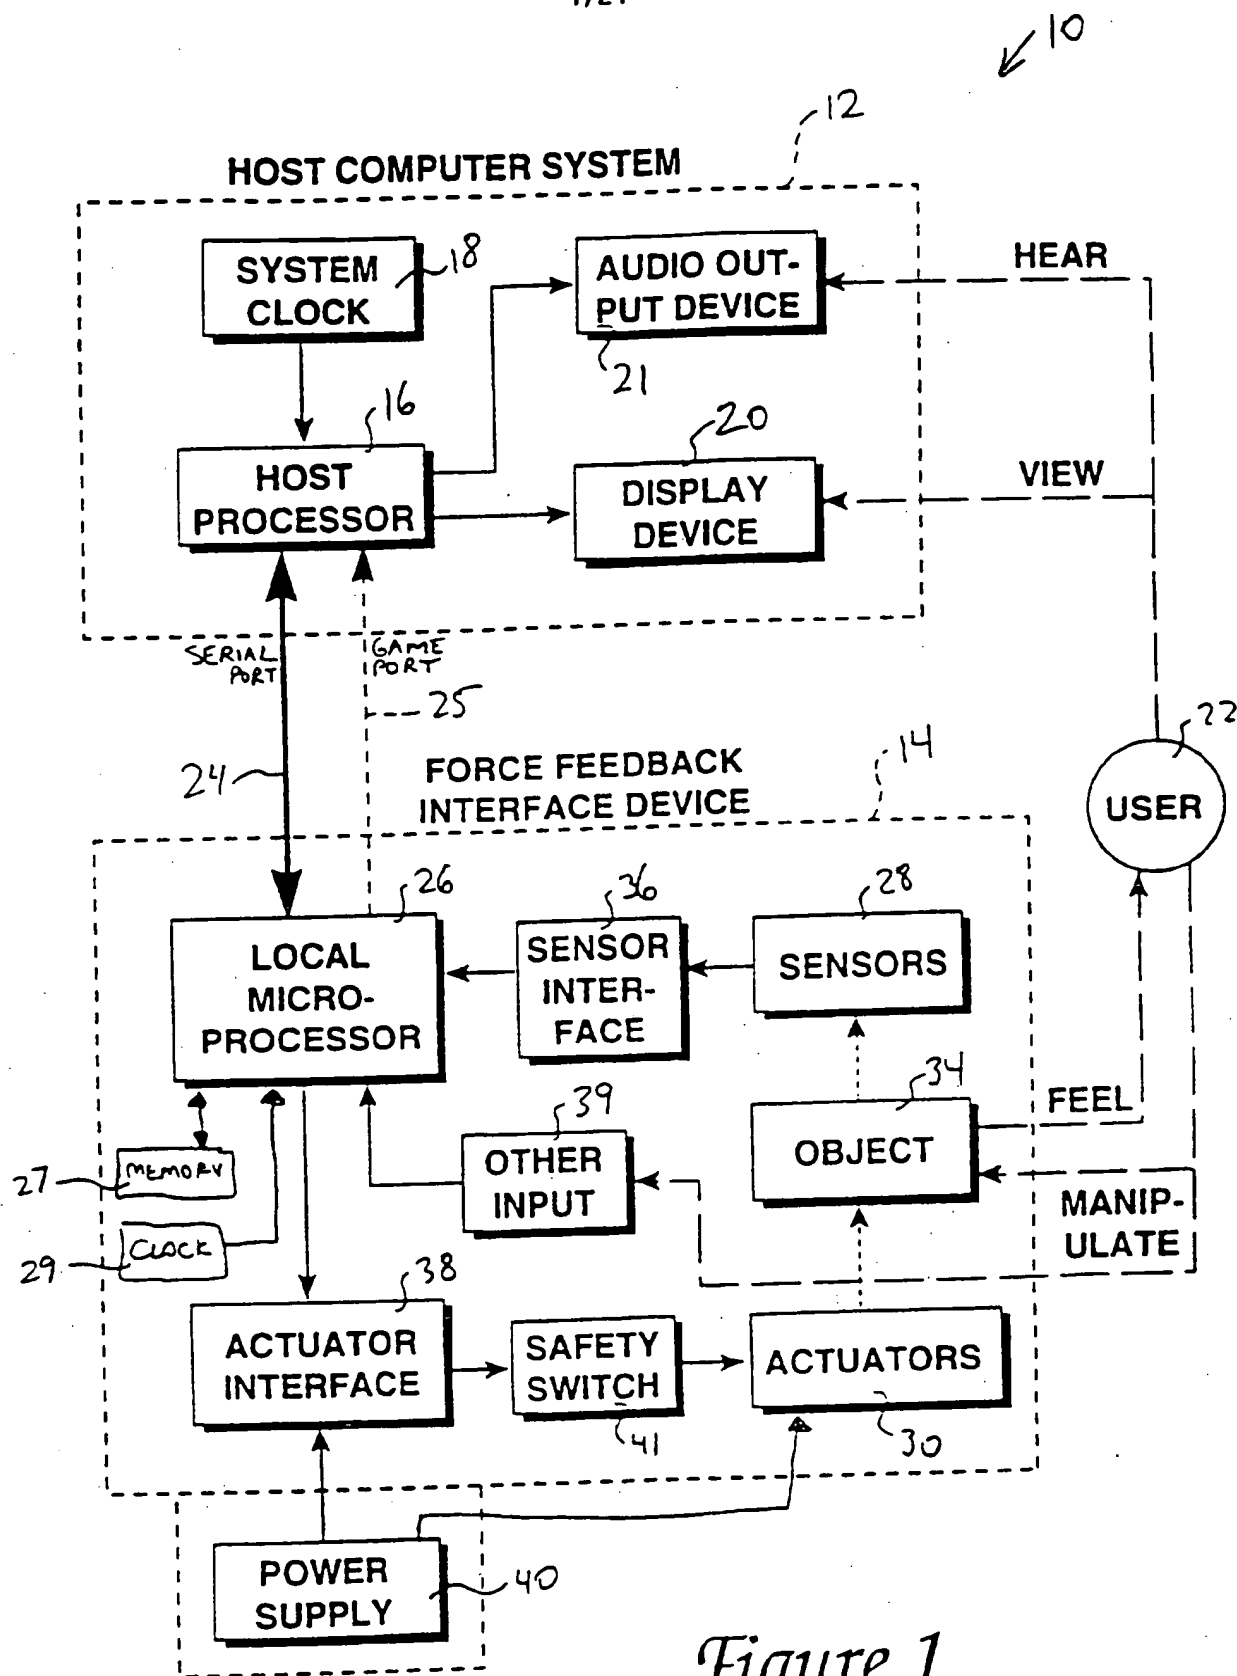 10
12
HOST COMPUTER SYSTEM
SYSTEM
CLOCK
18
AUDIO OUT-
PUT DEVICE
21
HEAR
16
HOST
PROCESSOR
20
DISPLAY
DEVICE
VIEW
SERIAL
PORT
GAME
PORT
25
24
FORCE FEEDBACK
INTERFACE DEVICE
14
22
USER
26
LOCAL
MICRO-
PROCESSOR
36
SENSOR
INTER-
FACE
28
SENSORS
34
OBJECT
FEEL
MANIP-
ULATE
39
OTHER
INPUT
27
MEMORY
29
CLOCK
38
ACTUATOR
INTERFACE
SAFETY
SWITCH
41
ACTUATORS
30
POWER
SUPPLY
40
Figure 1